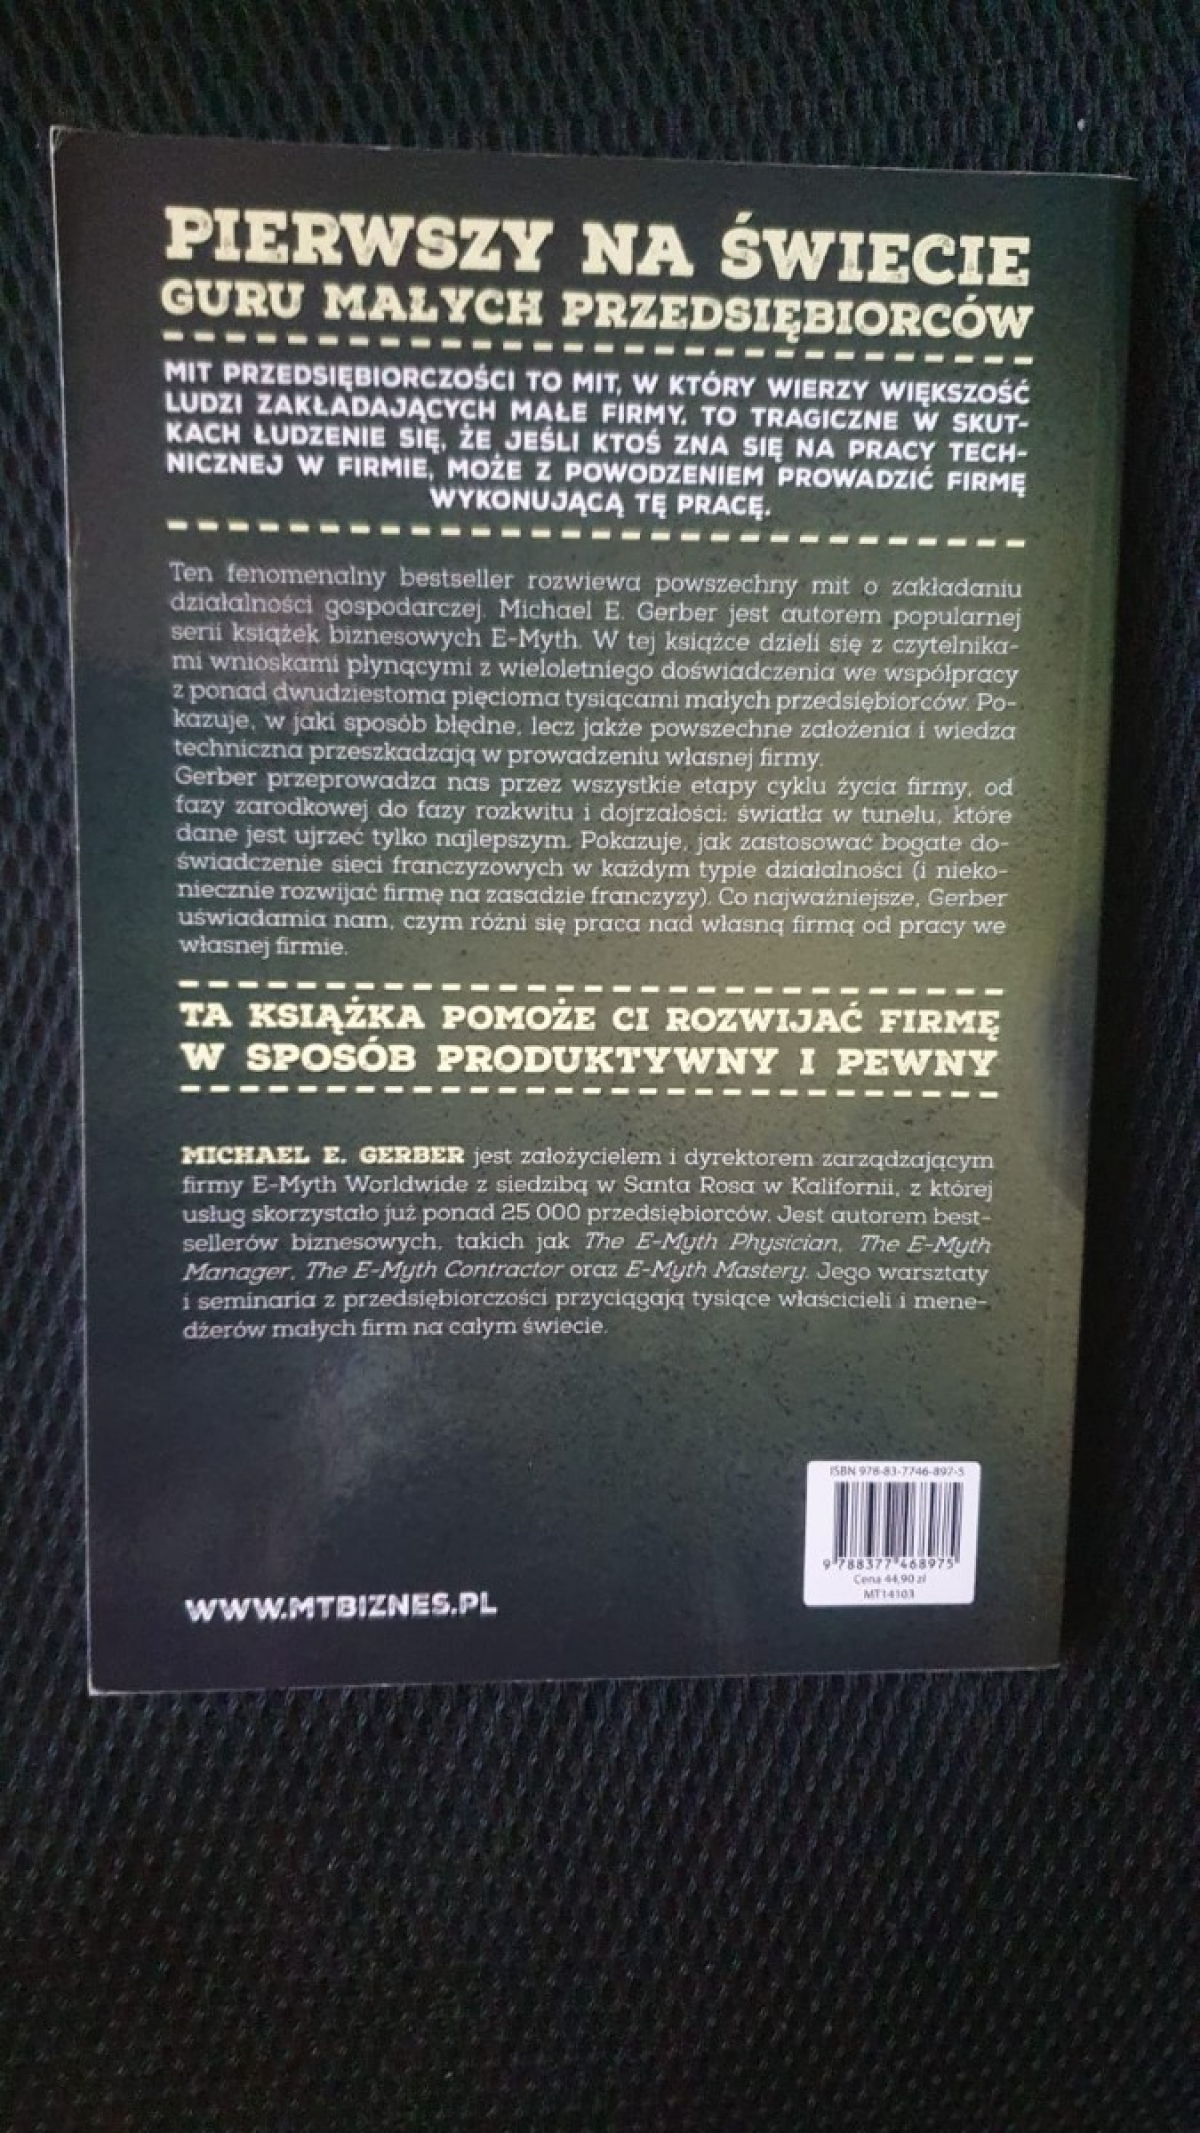 PIERWSZY NA ŚWIECIE
GURU MAŁYCH PRZEDSIĘBIORCÓW
MIT PRZEDSIĘBIORCZOŚCI TO MIT, W KTÓRY WIERZY WIĘKSZOŚĆ
LUDZI ZAKŁADAJĄCYCH MAŁE FIRMY. TO TRAGICZNE W SKUT-
KACH ŁUDZENIE SIĘ, ŻE JEŚLI KTOŚ ZNA SIĘ NA PRACY TECH-
NICZNEJ W FIRMIE, MOŻE Z POWODZENIEM PROWADZIĆ FIRMĘ
WYKONUJĄCĄ TĘ PRACĘ.
Ten fenomenalny bestseller rozwiewa powszechny mit o zakładaniu
działalności gospodarczej. Michael E. Gerber jest autorem popularnej
serii książek biznesowych E-Myth. W tej książce dzieli się z czytelnika-
mi wnioskami płynącymi z wieloletniego doświadczenia we współpracy
z ponad dwudziestoma pięcioma tysiącami małych przedsiębiorców. Po-
kazuje, w jaki sposób błędne, lecz jakże powszechne założenia i wiedza
techniczna przeszkadzają w prowadzeniu własnej firmy.
Gerber przeprowadza nas przez wszystkie etapy cyklu życia firmy, od
fazy zarodkowej do fazy rozkwitu i dojrzałości: światła w tunelu, które
dane jest ujrzeć tylko najlepszym. Pokazuje, jak zastosować bogate do-
świadczenie sieci franczyzowych w każdym typie działalności (i nieko-
niecznie rozwijać firmę na zasadzie franczyzy). Co najważniejsze, Gerber
uświadamia nam, czym różni się praca nad własną firmą od pracy we
własnej firmie.
TA KSIĄŻKA POMOŻE CI ROZWIJAĆ FIRMĘ
W SPOSÓB PRODUKTYWNY I PEWNY
MICHAEL E. GERBER jest założycielem i dyrektorem zarządzającym
firmy E-Myth Worldwide z siedzibą w Santa Rosa w Kalifornii, z której
usług skorzystało już ponad 25 000 przedsiębiorców. Jest autorem best-
sellerów biznesowych, takich jak The E-Myth Physician, The E-Myth
Manager, The E-Myth Contractor oraz E-Myth Mastery. Jego warsztaty
i seminaria z przedsiębiorczości przyciągają tysiące właścicieli i mene-
dżerów małych firm na całym świecie.
ISBN 978-83-7746-897-5
9 788377 468975
Cena 44,90 zł
MT14103
WWW.MTBIZNES.PL